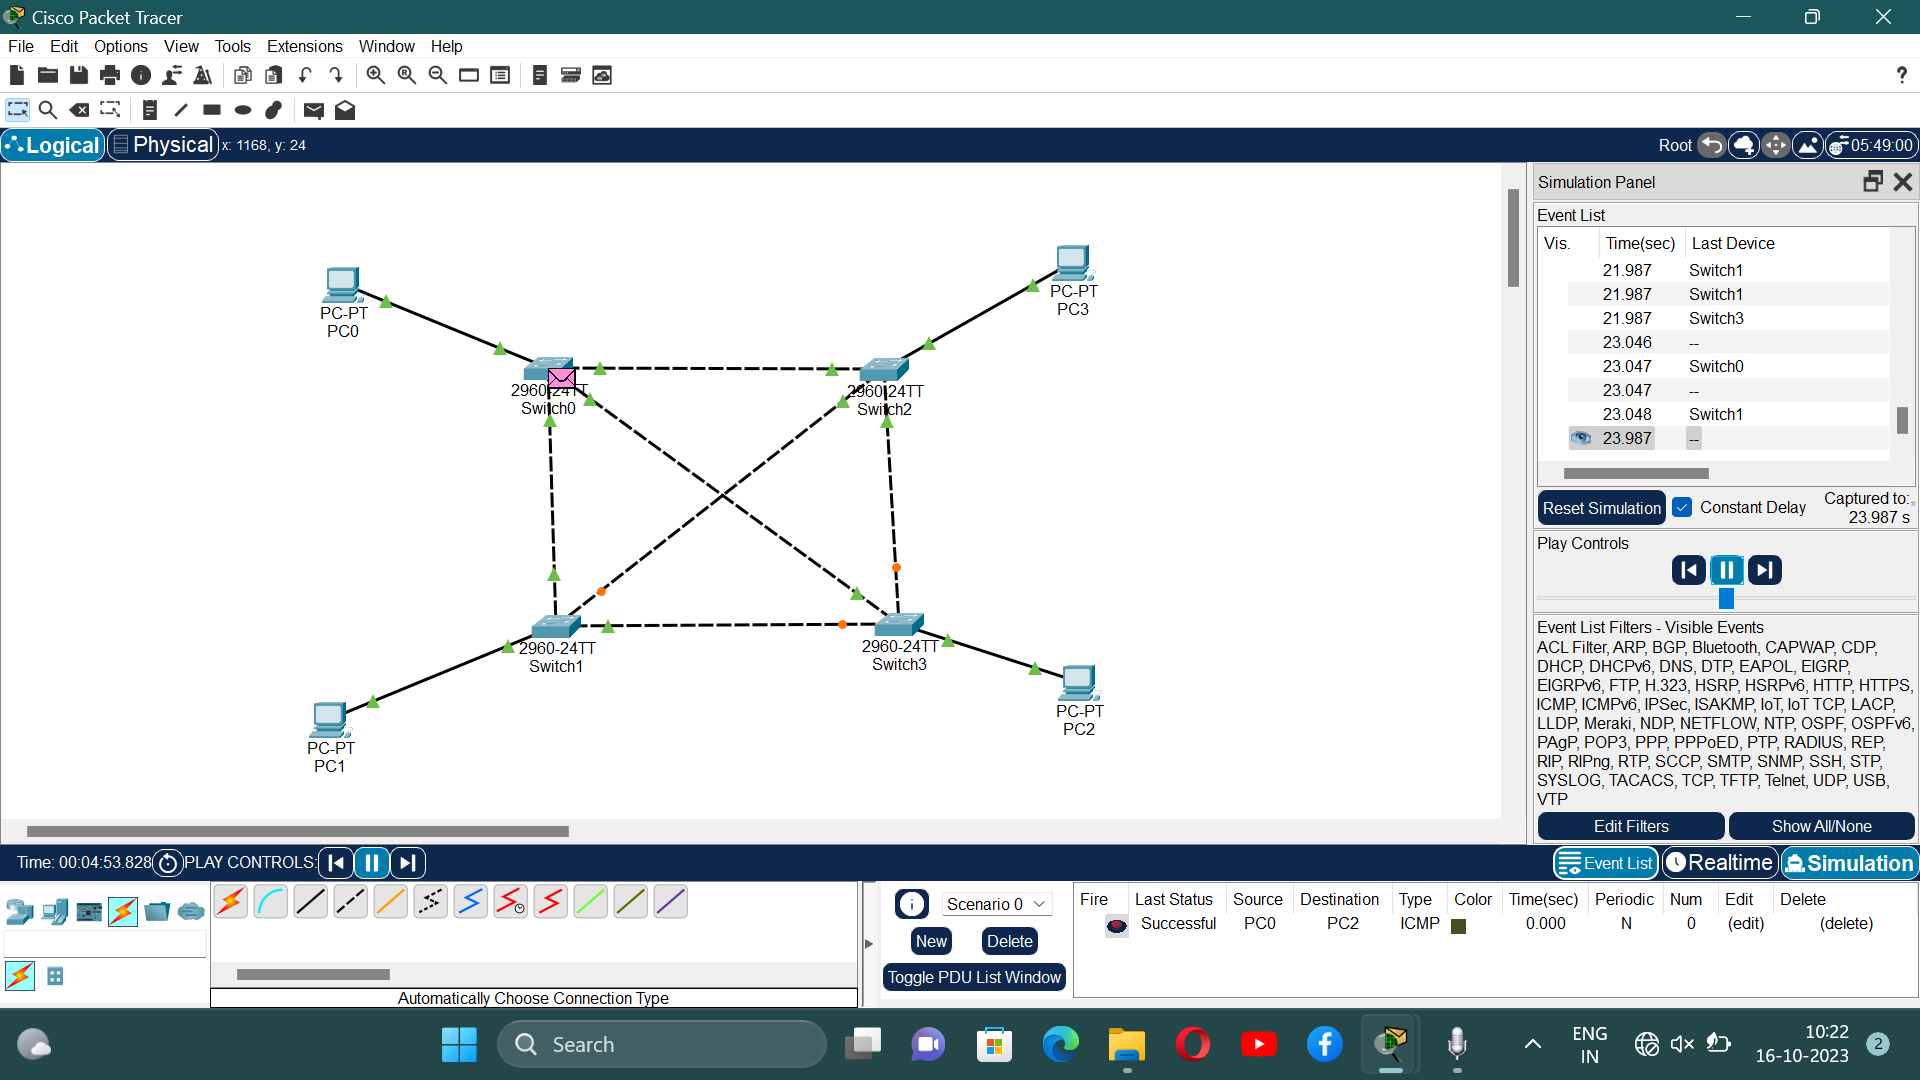 Cisco Packet Tracer
File Edit Options View Tools Extensions Window Help
?
Logical Physical x: 1168, y: 24
Root 05:49:00
PC-PT
PC0
PC-PT
PC3
2960-24TT
Switch0
2960-24TT
Switch2
2960-24TT
Switch1
2960-24TT
Switch3
PC-PT
PC1
PC-PT
PC2
Simulation Panel
Event List
Vis. Time(sec) Last Device
21.987 Switch1
21.987 Switch1
21.987 Switch3
23.046 --
23.047 Switch0
23.047 --
23.048 Switch1
23.987 --
Reset Simulation Constant Delay Captured to:*
23.987 s
Play Controls
Event List Filters - Visible Events
ACL Filter, ARP, BGP, Bluetooth, CAPWAP, CDP,
DHCP, DHCPv6, DNS, DTP, EAPOL, EIGRP,
EIGRPv6, FTP, H.323, HSRP, HSRPv6, HTTP, HTTPS,
ICMP, ICMPv6, IPSec, ISAKMP, IoT, IoT TCP, LACP,
LLDP, Meraki, NDP, NETFLOW, NTP, OSPF, OSPFv6,
PAgP, POP3, PPP, PPPoED, PTP, RADIUS, REP,
RIP, RIPng, RTP, SCCP, SMTP, SNMP, SSH, STP,
SYSLOG, TACACS, TCP, TFTP, Telnet, UDP, USB,
VTP
Edit Filters Show All/None
Time: 00:04:53.828 PLAY CONTROLS:
Event List Realtime Simulation
Scenario 0
New Delete
Toggle PDU List Window
Fire Last Status Source Destination Type Color Time(sec) Periodic Num Edit Delete
Successful PC0 PC2 ICMP 0.000 N 0 (edit) (delete)
Automatically Choose Connection Type
Search
ENG
IN
10:22
16-10-2023
2